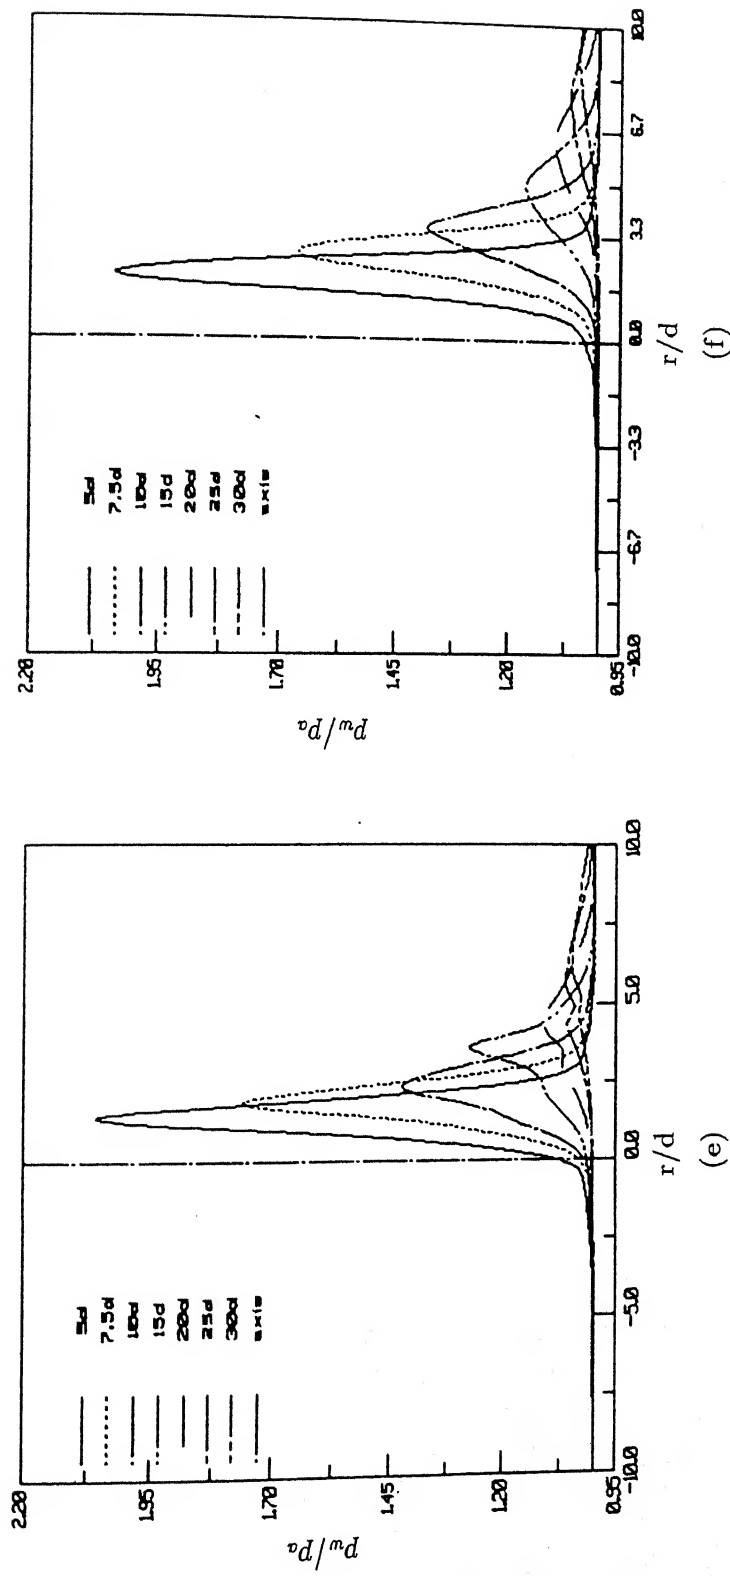 2.20
1.95
1.70
1.45
1.20
0.95
p_w/p_a
5d
7.5d
10d
15d
20d
25d
30d
axis
-10.0
-5.0
0.0
5.0
10.0
r/d
(e)
2.20
1.95
1.70
1.45
1.20
0.95
p_w/p_a
5d
7.5d
10d
15d
20d
25d
30d
axis
-10.0
-6.7
-3.3
0.0
3.3
6.7
10.0
r/d
(f)